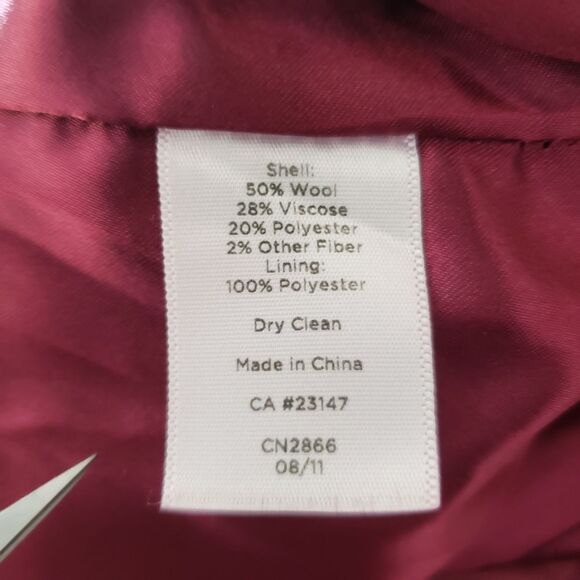 Shell:
50% Wool
28% Viscose
20% Polyester
2% Other Fiber
Lining:
100% Polyester
Dry Clean
Made in China
CA #23147
CN2866
08/11